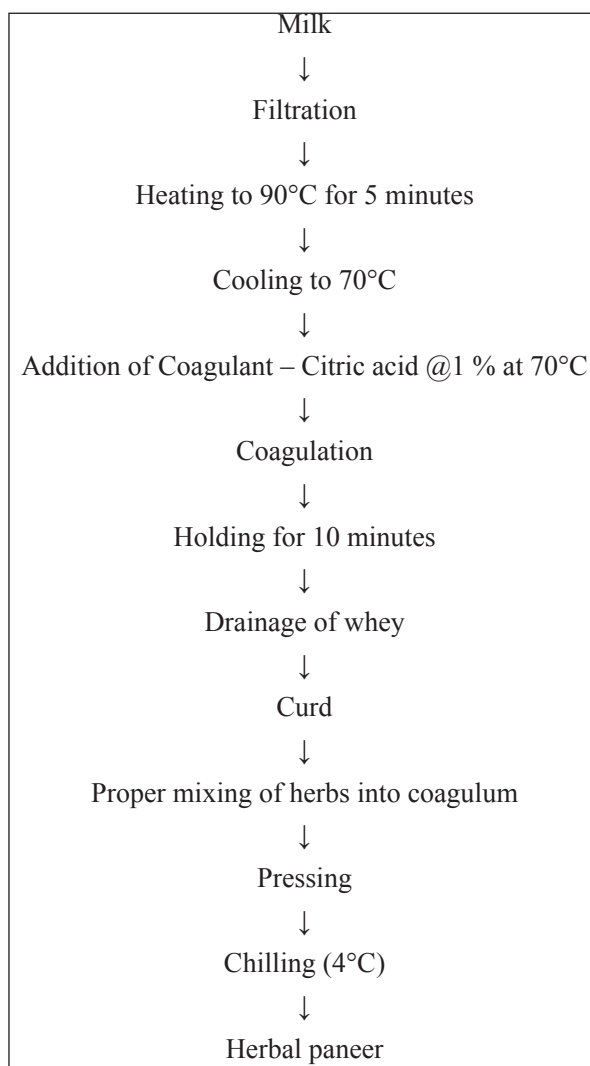 Milk
↓
Filtration
↓
Heating to 90°C for 5 minutes
↓
Cooling to 70°C
↓
Addition of Coagulant – Citric acid @1 % at 70°C
↓
Coagulation
↓
Holding for 10 minutes
↓
Drainage of whey
↓
Curd
↓
Proper mixing of herbs into coagulum
↓
Pressing
↓
Chilling (4°C)
↓
Herbal paneer